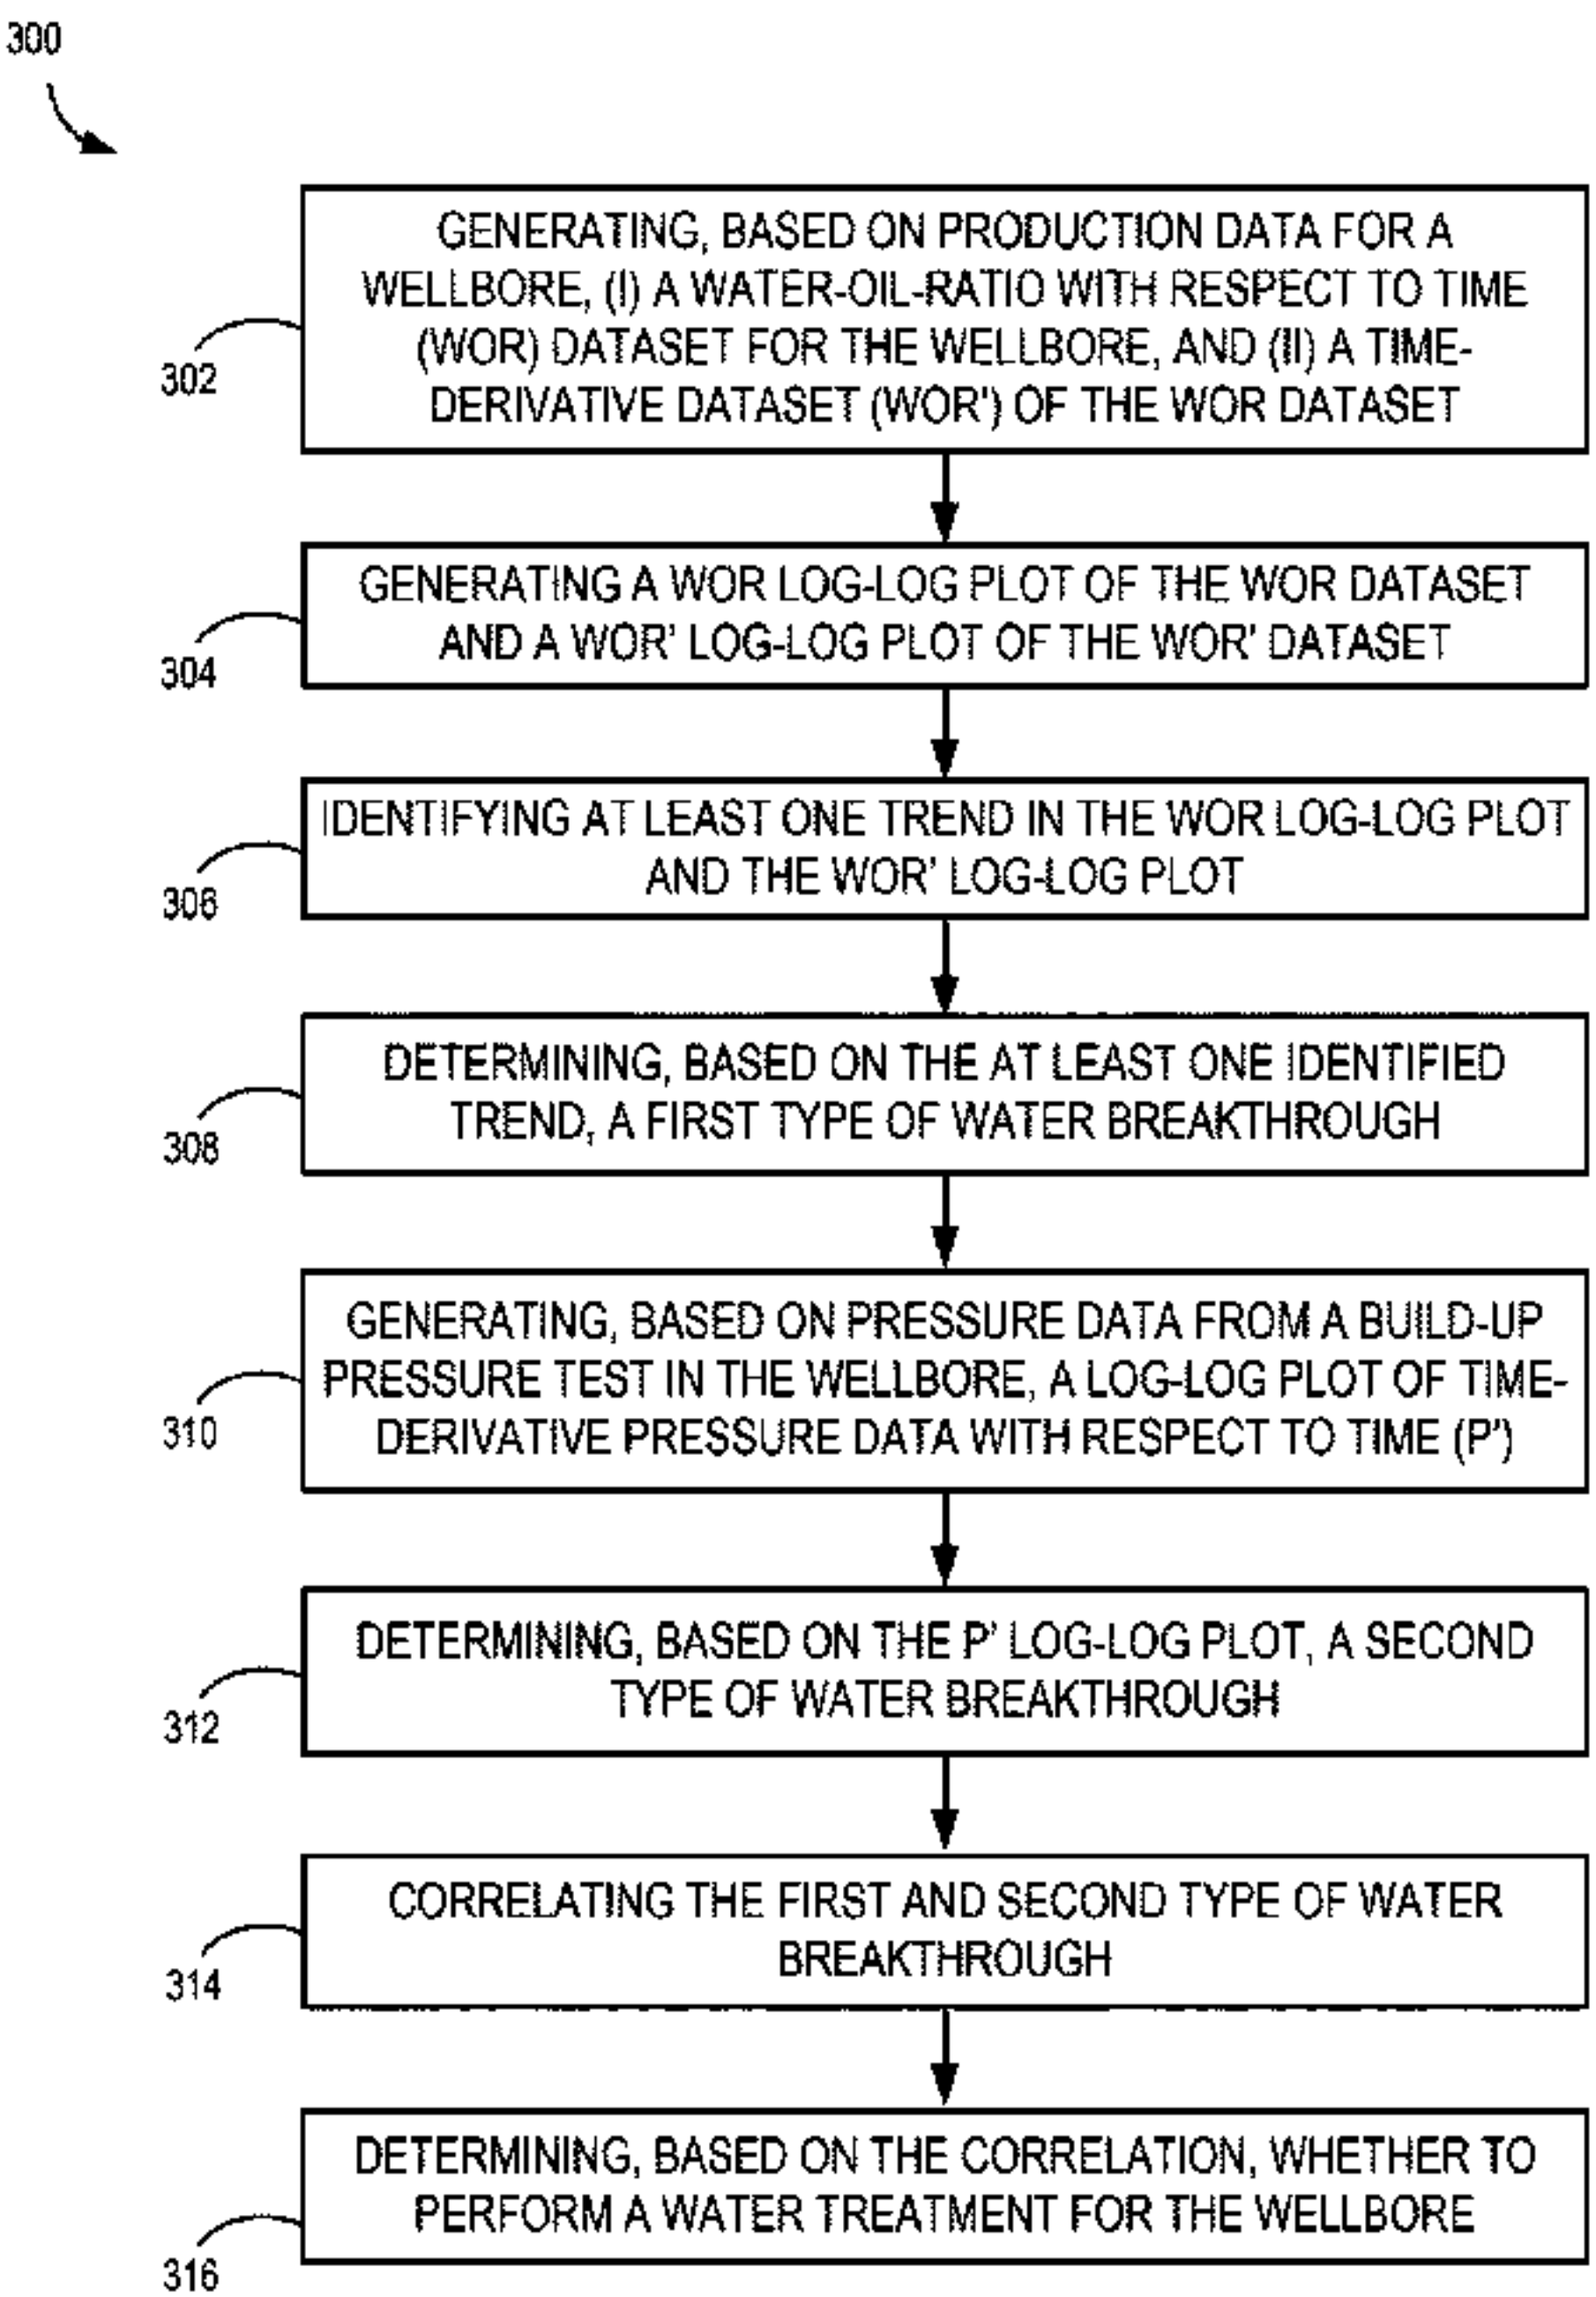 300
GENERATING, BASED ON PRODUCTION DATA FOR A
WELLBORE, (I) A WATER-OIL-RATIO WITH RESPECT TO TIME
(WOR) DATASET FOR THE WELLBORE, AND (II) A TIME-
DERIVATIVE DATASET (WOR') OF THE WOR DATASET
302
GENERATING A WOR LOG-LOG PLOT OF THE WOR DATASET
AND A WOR’ LOG-LOG PLOT OF THE WOR' DATASET
304
IDENTIFYING AT LEAST ONE TREND IN THE WOR LOG-LOG PLOT
AND THE WOR’ LOG-LOG PLOT
306
DETERMINING, BASED ON THE AT LEAST ONE IDENTIFIED
TREND, A FIRST TYPE OF WATER BREAKTHROUGH
308
GENERATING, BASED ON PRESSURE DATA FROM A BUILD-UP
PRESSURE TEST IN THE WELLBORE, A LOG-LOG PLOT OF TIME-
DERIVATIVE PRESSURE DATA WITH RESPECT TO TIME (P’)
310
DETERMINING, BASED ON THE P’ LOG-LOG PLOT, A SECOND
TYPE OF WATER BREAKTHROUGH
312
CORRELATING THE FIRST AND SECOND TYPE OF WATER
BREAKTHROUGH
314
DETERMINING, BASED ON THE CORRELATION, WHETHER TO
PERFORM A WATER TREATMENT FOR THE WELLBORE
316